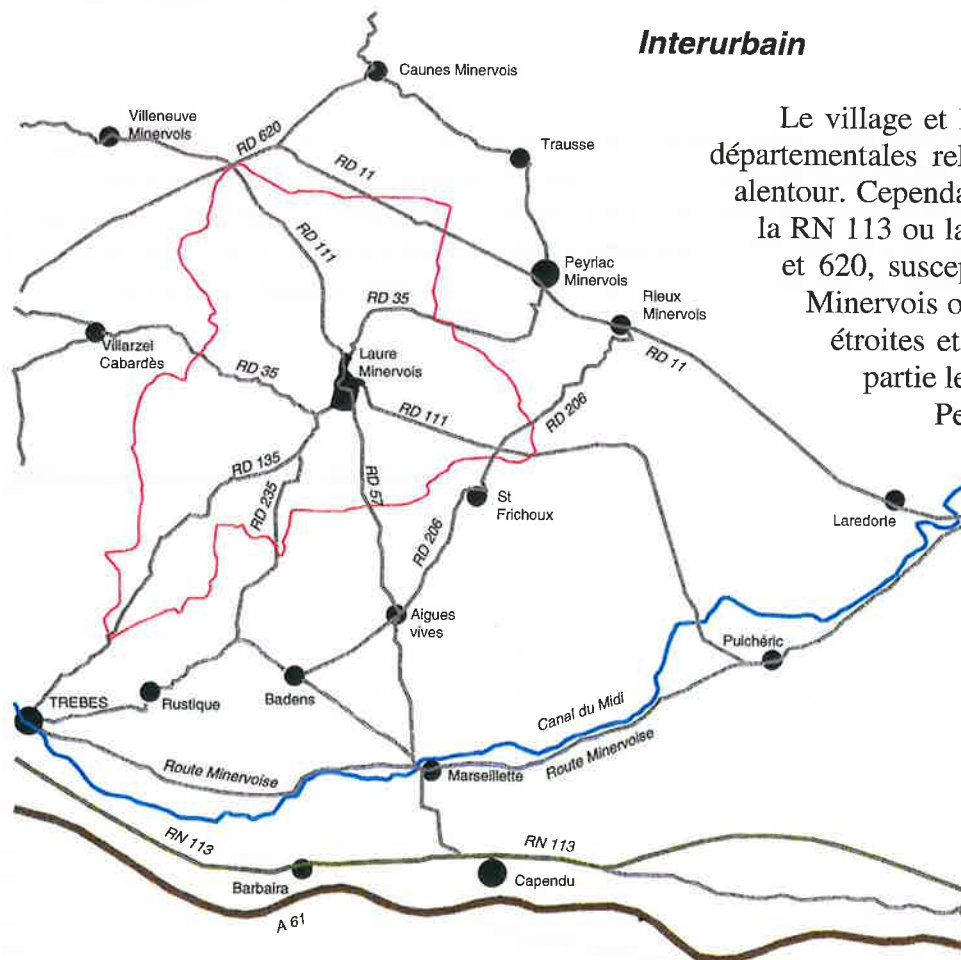 Interurbain
Le village et
départementales rel
alentour. Cependa
la RN 113 ou la
et 620, suscep
Minervois o
étroites et
partie le
Pe
Caunes Minervois
Villeneuve
Minervois
RD 620
Trausse
RD 11
RD 111
Peyriac
Minervois
RD 35
Rieux
Minervois
Villarzel
Cabardès
RD 35
Laure
Minervois
RD 11
RD 111
RD 206
RD 135
RD 235
RD 57
St
Frichoux
Laredorte
RD 206
Aigues
vives
Pulchéric
TREBES
Rustique
Badens
Canal du Midi
Route Minervoise
Marseillette
Route Minervoise
RN 113
RN 113
Barbaira
Capendu
A 61